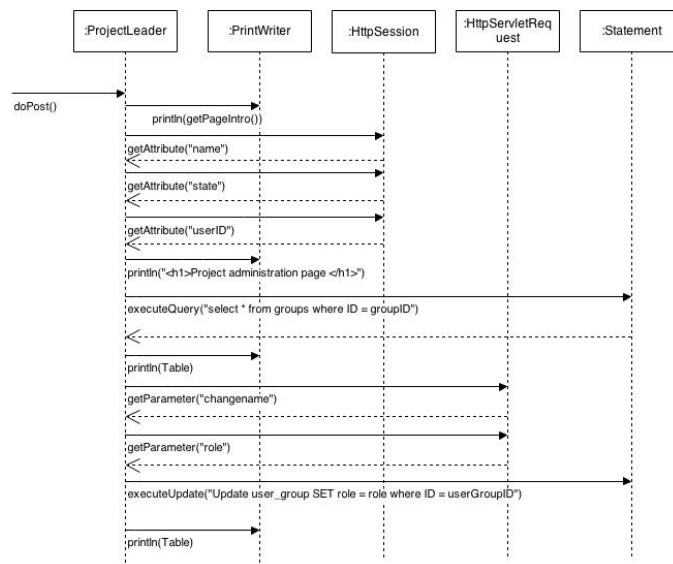 :ProjectLeader
:PrintWriter
:HttpSession
:HttpServletReq
uest
:Statement
doPost()
println(getPageIntro())
getAttribute("name")
getAttribute("state")
getAttribute("userID")
println("<h1>Project administration page </h1>")
executeQuery("select * from groups where ID = groupID")
println(Table)
getParameter("changename")
getParameter("role")
executeUpdate("Update user_group SET role = role where ID = userGroupID")
println(Table)